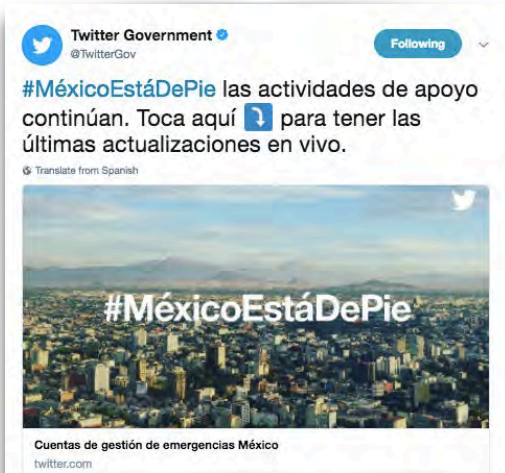 Twitter Government
@TwitterGov
Following
#MéxicoEstáDePie las actividades de apoyo
continúan. Toca aquí ⤵️ para tener las
últimas actualizaciones en vivo.
Translate from Spanish
#MéxicoEstáDePie
Cuentas de gestión de emergencias México
twitter.com